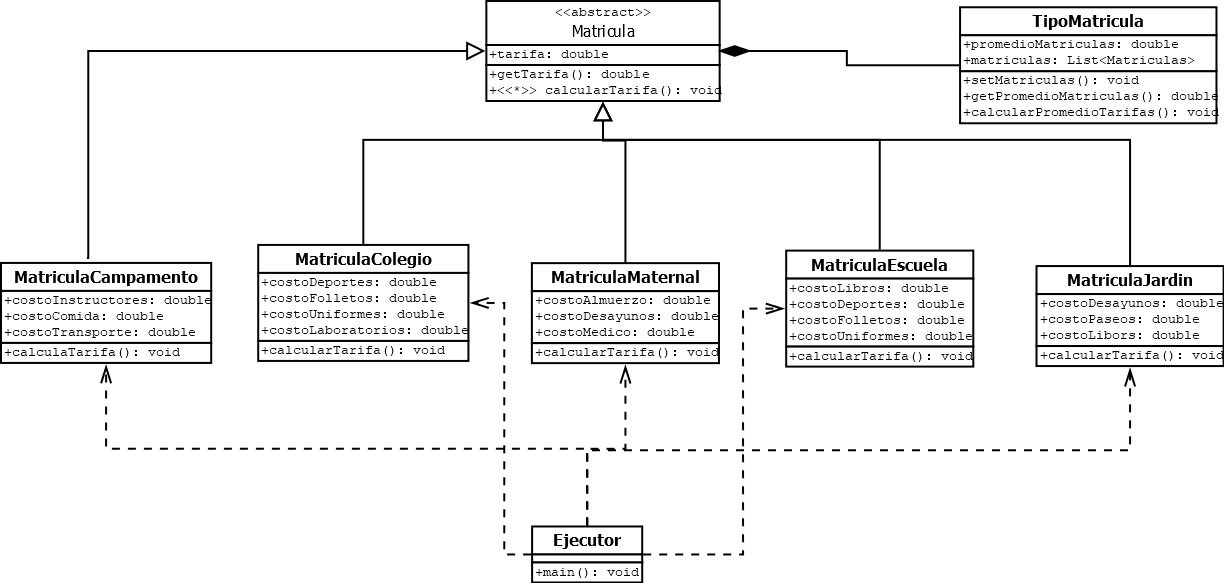 <<abstract>>
Matricula
+tarifa: double
+getTarifa(): double
+<<*>> calcularTarifa(): void
TipoMatricula
+promedioMatriculas: double
+matriculas: List<Matriculas>
+setMatriculas(): void
+getPromedioMatriculas(): double
+calcularPromedioTarifas(): void
MatriculaCampamento
+costoInstructores: double
+costoComida: double
+costoTransporte: double
+calculaTarifa(): void
MatriculaColegio
+costoDeportes: double
+costoFolletos: double
+costoUniformes: double
+costoLaboratorios: double
+calcularTarifa(): void
MatriculaMaternal
+costoAlmuerzo: double
+costoDesayunos: double
+costoMedico: double
+calcularTarifa(): void
MatriculaEscuela
+costoLibros: double
+costoDeportes: double
+costoFolletos: double
+costoUniformes: double
+calcularTarifa(): void
MatriculaJardin
+costoDesayunos: double
+costoPaseos: double
+costoLibors: double
+calcularTarifa(): void
Ejecutor
+main(): void